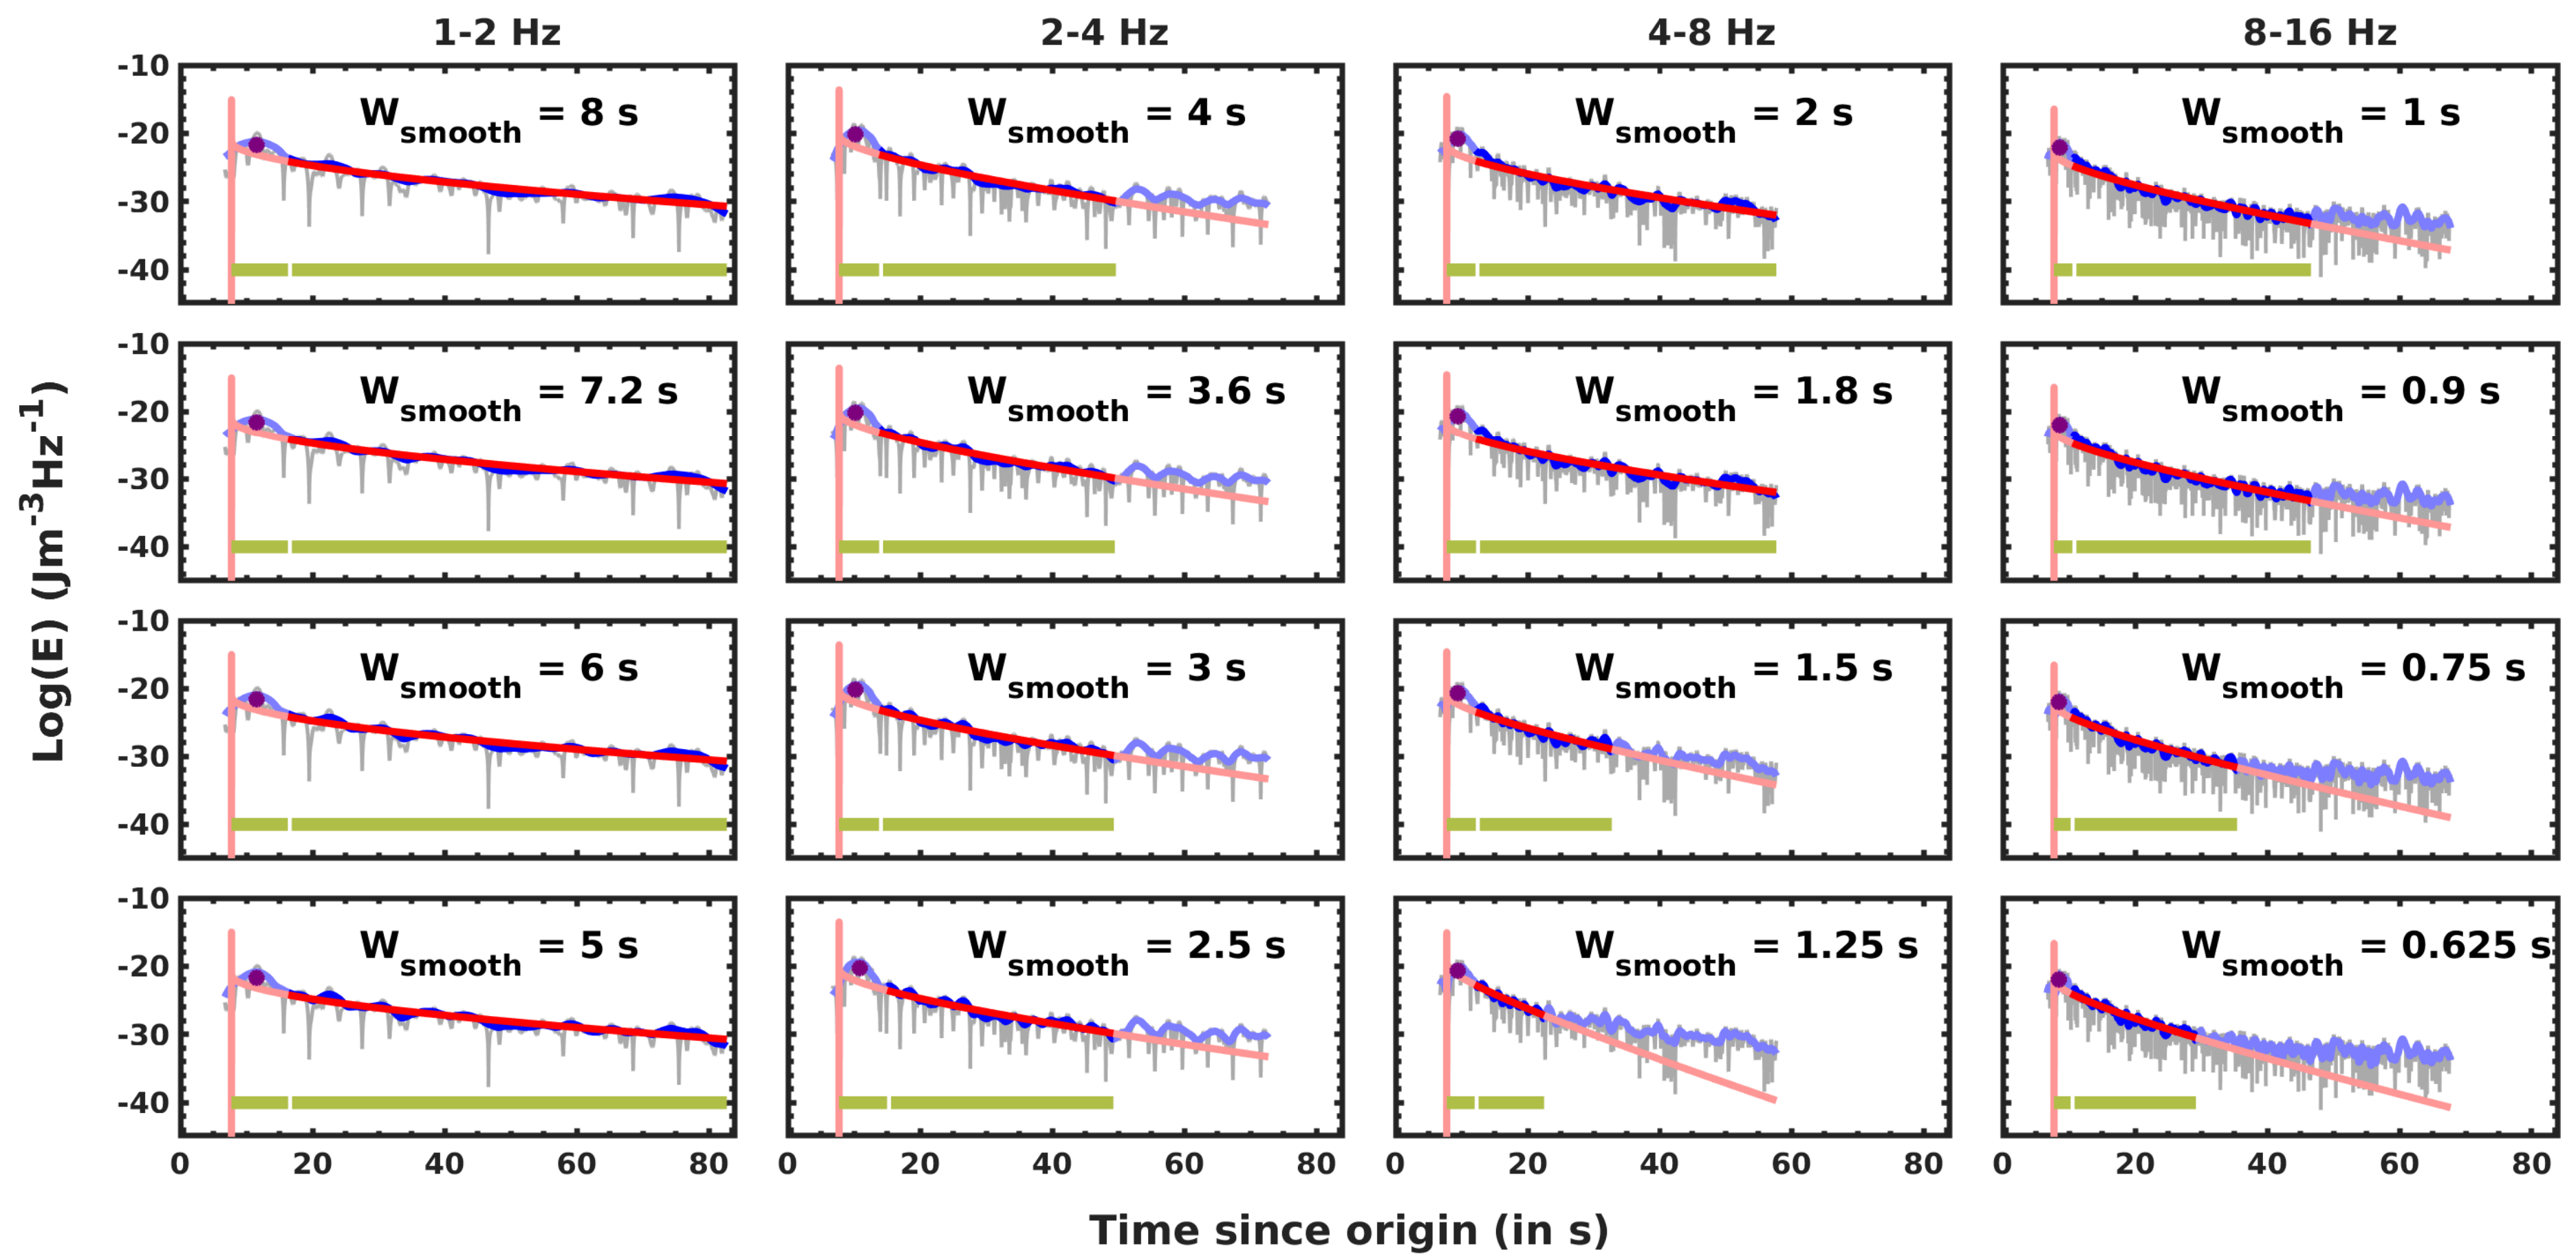 1-2 Hz 2-4 Hz 4-8 Hz 8-16 Hz
-10
-20
-30
-40
W_smooth = 8 s W_smooth = 4 s W_smooth = 2 s W_smooth = 1 s
-10
-20
-30
-40
W_smooth = 7.2 s W_smooth = 3.6 s W_smooth = 1.8 s W_smooth = 0.9 s
-10
-20
-30
-40
W_smooth = 6 s W_smooth = 3 s W_smooth = 1.5 s W_smooth = 0.75 s
-10
-20
-30
-40
W_smooth = 5 s W_smooth = 2.5 s W_smooth = 1.25 s W_smooth = 0.625 s
0 20 40 60 80 0 20 40 60 80 0 20 40 60 80 0 20 40 60 80
Log(E) (Jm⁻³Hz⁻¹)
Time since origin (in s)